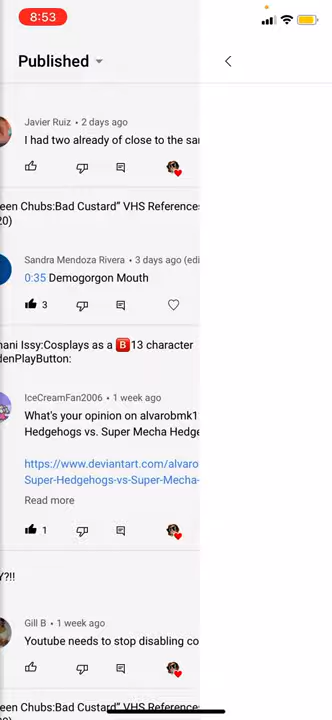 8:53
Published
Javier Ruiz • 2 days ago
I had two already of close to the sa
een Chubs:Bad Custard” VHS References
20)
Sandra Mendoza Rivera • 3 days ago (edi
0:35 Demogorgon Mouth
3
nani Issy:Cosplays as a 🅱️13 character
denPlayButton:
IceCreamFan2006 • 1 week ago
What's your opinion on alvarobmk1
Hedgehogs vs. Super Mecha Hedge
https://www.deviantart.com/alvaro
Super-Hedgehogs-vs-Super-Mecha-
Read more
1
Y?!!
Gill B • 1 week ago
Youtube needs to stop disabling co
een Chubs:Bad Custard” VHS References